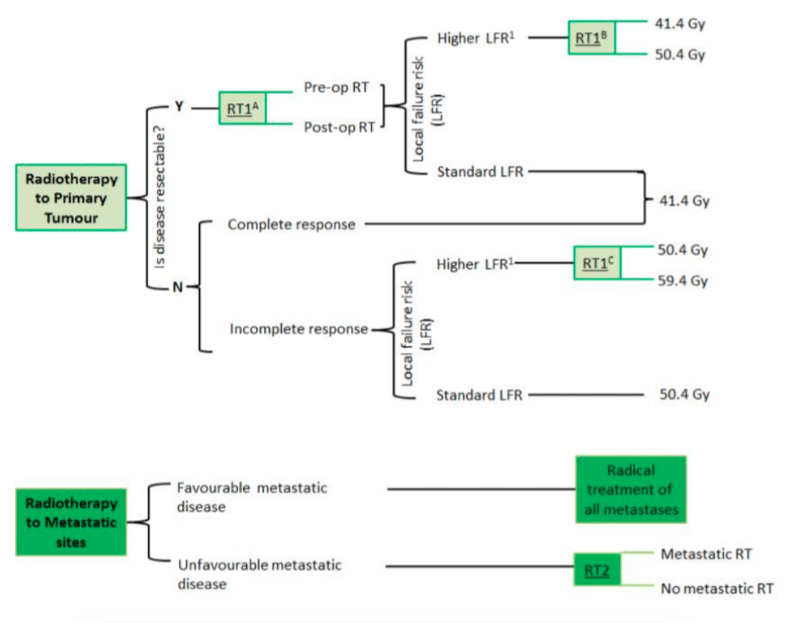 Radiotherapy
to Primary
Tumour
Is disease resectable?
Y
RT1ᴬ
Pre-op RT
Post-op RT
Local failure risk
(LFR)
Higher LFR¹
RT1ᴮ
41.4 Gy
50.4 Gy
Standard LFR
41.4 Gy
N
Complete response
Incomplete response
Local failure risk
(LFR)
Higher LFR¹
RT1ᶜ
50.4 Gy
59.4 Gy
Standard LFR
50.4 Gy
Radiotherapy
to Metastatic
sites
Favourable metastatic
disease
Radical
treatment of
all metastases
Unfavourable metastatic
disease
RT2
Metastatic RT
No metastatic RT